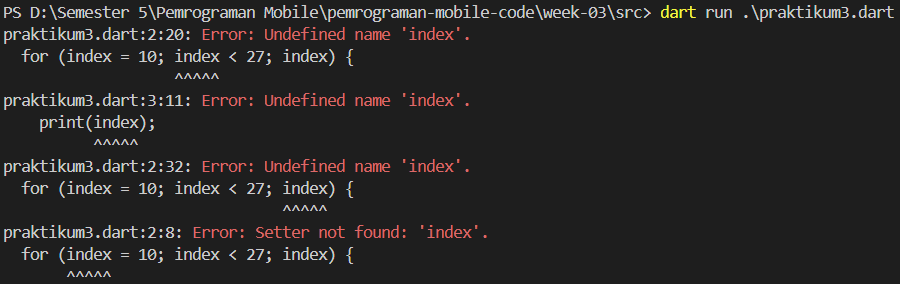 PS D:\Semester 5\Pemrograman Mobile\pemrograman-mobile-code\week-03\src> dart run .\praktikum3.dart
praktikum3.dart:2:20: Error: Undefined name 'index'.
  for (index = 10; index < 27; index) {
                   ^^^^^
praktikum3.dart:3:11: Error: Undefined name 'index'.
    print(index);
          ^^^^^
praktikum3.dart:2:32: Error: Undefined name 'index'.
  for (index = 10; index < 27; index) {
                               ^^^^^
praktikum3.dart:2:8: Error: Setter not found: 'index'.
  for (index = 10; index < 27; index) {
       ^^^^^